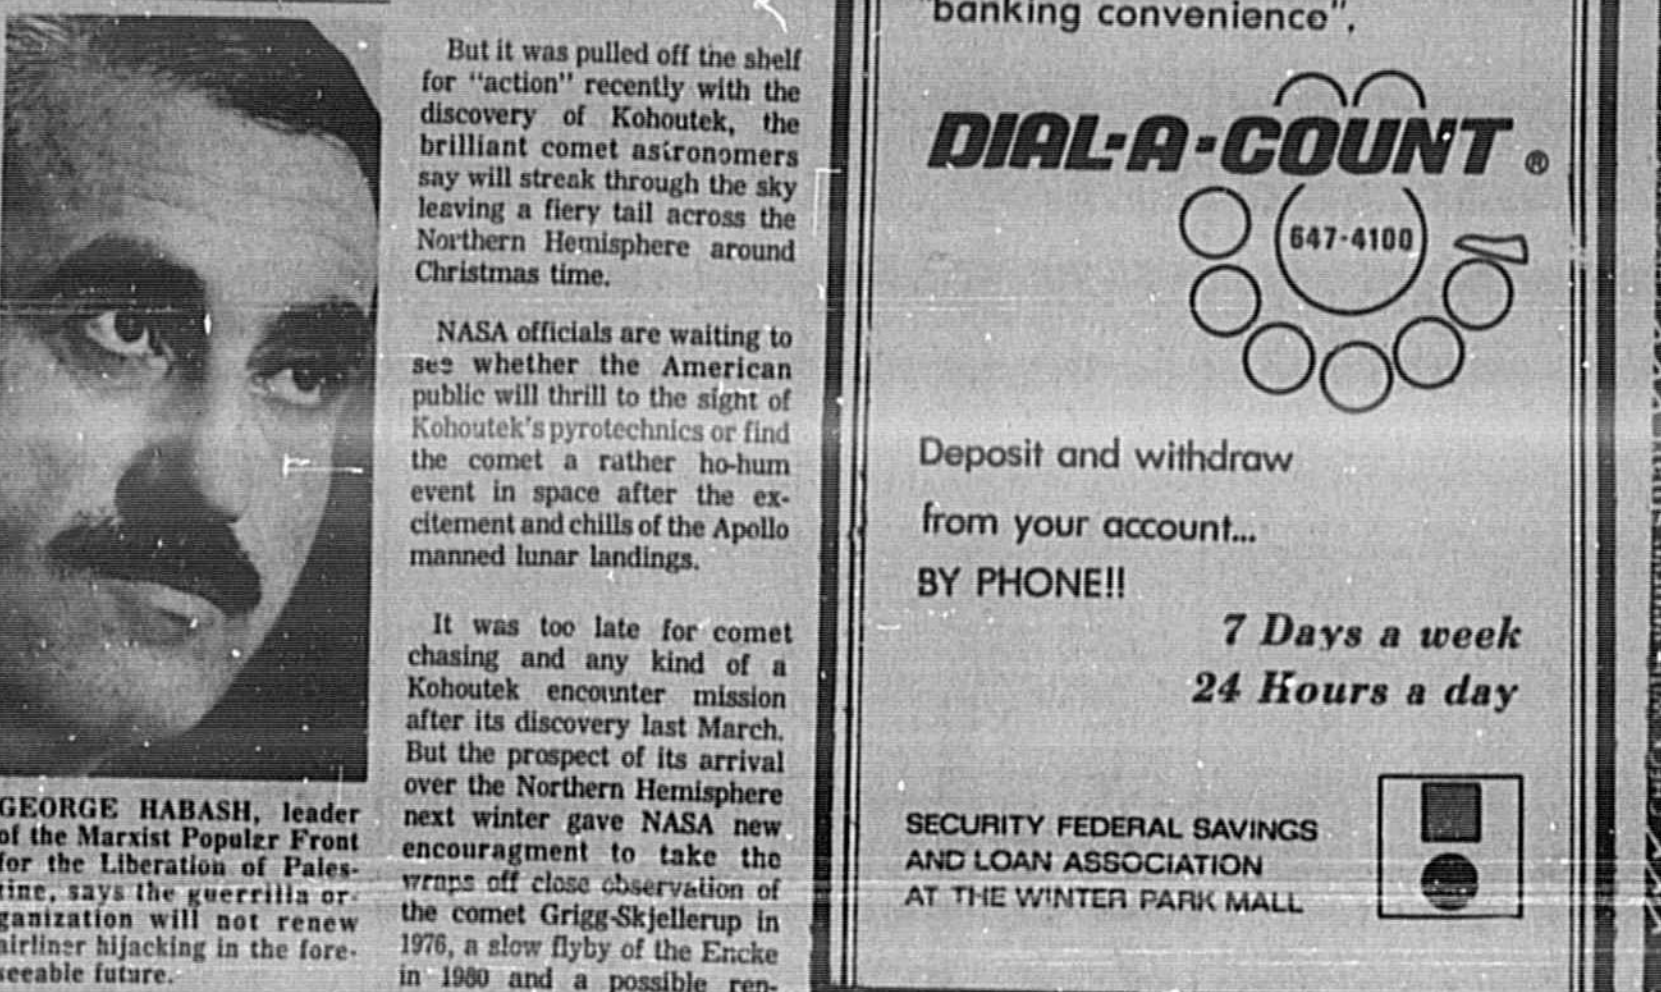 GEORGE HABASH, leader
of the Marxist Popular Front
for the Liberation of Pales-
tine, says the guerrilla or-
ganization will not renew
airliner hijacking in the fore-
seeable future.
But it was pulled off the shelf
for "action" recently with the
discovery of Kohoutek, the
brilliant comet astronomers
say will streak through the sky
leaving a fiery tail across the
Northern Hemisphere around
Christmas time.
NASA officials are waiting to
see whether the American
public will thrill to the sight of
Kohoutek's pyrotechnics or find
the comet a rather ho-hum
event in space after the ex-
citement and chills of the Apollo
manned lunar landings.
It was too late for comet
chasing and any kind of a
Kohoutek encounter mission
after its discovery last March.
But the prospect of its arrival
over the Northern Hemisphere
next winter gave NASA new
encouragment to take the
wraps off close observation of
the comet Grigg-Skjellerup in
1976, a slow flyby of the Encke
in 1980 and a possible ren-
"banking convenience".
DIAL·A·COUNT ®
647-4100
Deposit and withdraw
from your account...
BY PHONE!!
7 Days a week
24 Hours a day
SECURITY FEDERAL SAVINGS
AND LOAN ASSOCIATION
AT THE WINTER PARK MALL